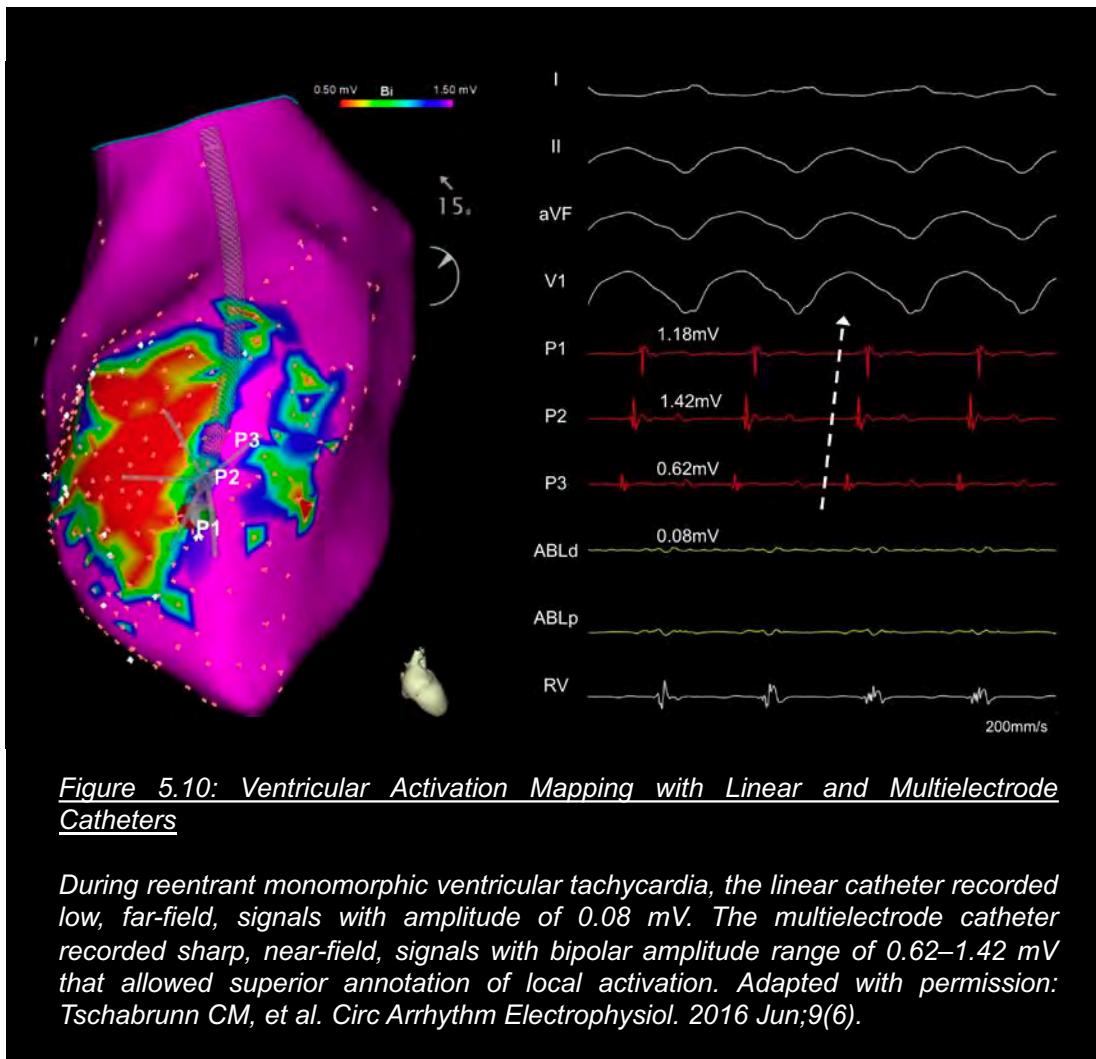 0.50 mV Bi 1.50 mV
15°
P3
P2
P1
I
II
aVF
V1
P1 1.18mV
P2 1.42mV
P3 0.62mV
ABLd 0.08mV
ABLp
RV
200mm/s
Figure 5.10: Ventricular Activation Mapping with Linear and Multielectrode
Catheters
During reentrant monomorphic ventricular tachycardia, the linear catheter recorded
low, far-field, signals with amplitude of 0.08 mV. The multielectrode catheter
recorded sharp, near-field, signals with bipolar amplitude range of 0.62–1.42 mV
that allowed superior annotation of local activation. Adapted with permission:
Tschabrunn CM, et al. Circ Arrhythm Electrophysiol. 2016 Jun;9(6).